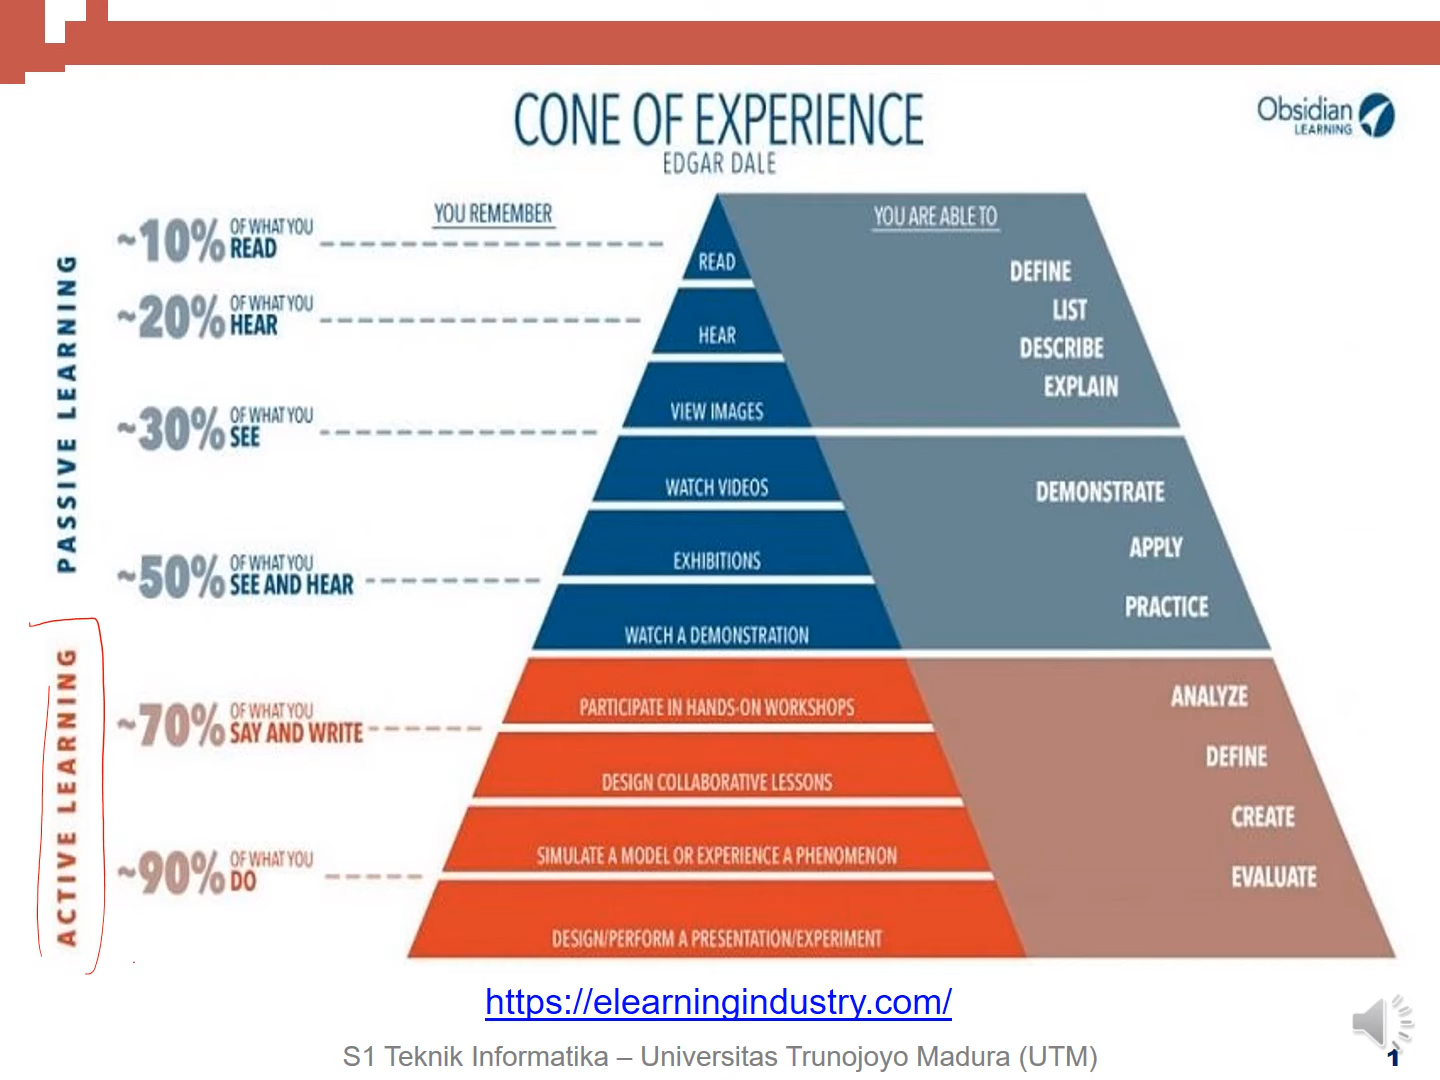 CONE OF EXPERIENCE
EDGAR DALE
Obsidian
LEARNING
YOU REMEMBER
YOU ARE ABLE TO
PASSIVE LEARNING
~10% OF WHAT YOU
READ
~20% OF WHAT YOU
HEAR
~30% OF WHAT YOU
SEE
~50% OF WHAT YOU
SEE AND HEAR
ACTIVE LEARNING
~70% OF WHAT YOU
SAY AND WRITE
~90% OF WHAT YOU
DO
READ
HEAR
VIEW IMAGES
WATCH VIDEOS
EXHIBITIONS
WATCH A DEMONSTRATION
PARTICIPATE IN HANDS-ON WORKSHOPS
DESIGN COLLABORATIVE LESSONS
SIMULATE A MODEL OR EXPERIENCE A PHENOMENON
DESIGN/PERFORM A PRESENTATION/EXPERIMENT
DEFINE
LIST
DESCRIBE
EXPLAIN
DEMONSTRATE
APPLY
PRACTICE
ANALYZE
DEFINE
CREATE
EVALUATE
https://elearningindustry.com/
S1 Teknik Informatika – Universitas Trunojoyo Madura (UTM)
1